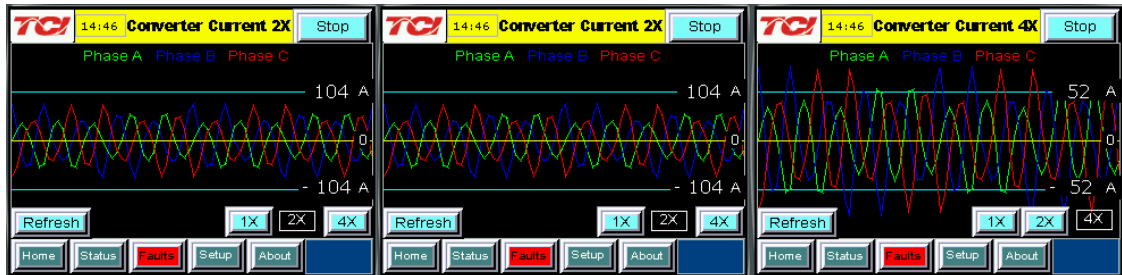 TCI 14:46 Converter Current 2X Stop
Phase A Phase B Phase C
104 A
0
- 104 A
Refresh 1X 2X 4X
Home Status Faults Setup About
TCI 14:46 Converter Current 2X Stop
Phase A Phase B Phase C
104 A
0
- 104 A
Refresh 1X 2X 4X
Home Status Faults Setup About
TCI 14:46 Converter Current 4X Stop
Phase A Phase B Phase C
52 A
0
- 52 A
Refresh 1X 2X 4X
Home Status Faults Setup About